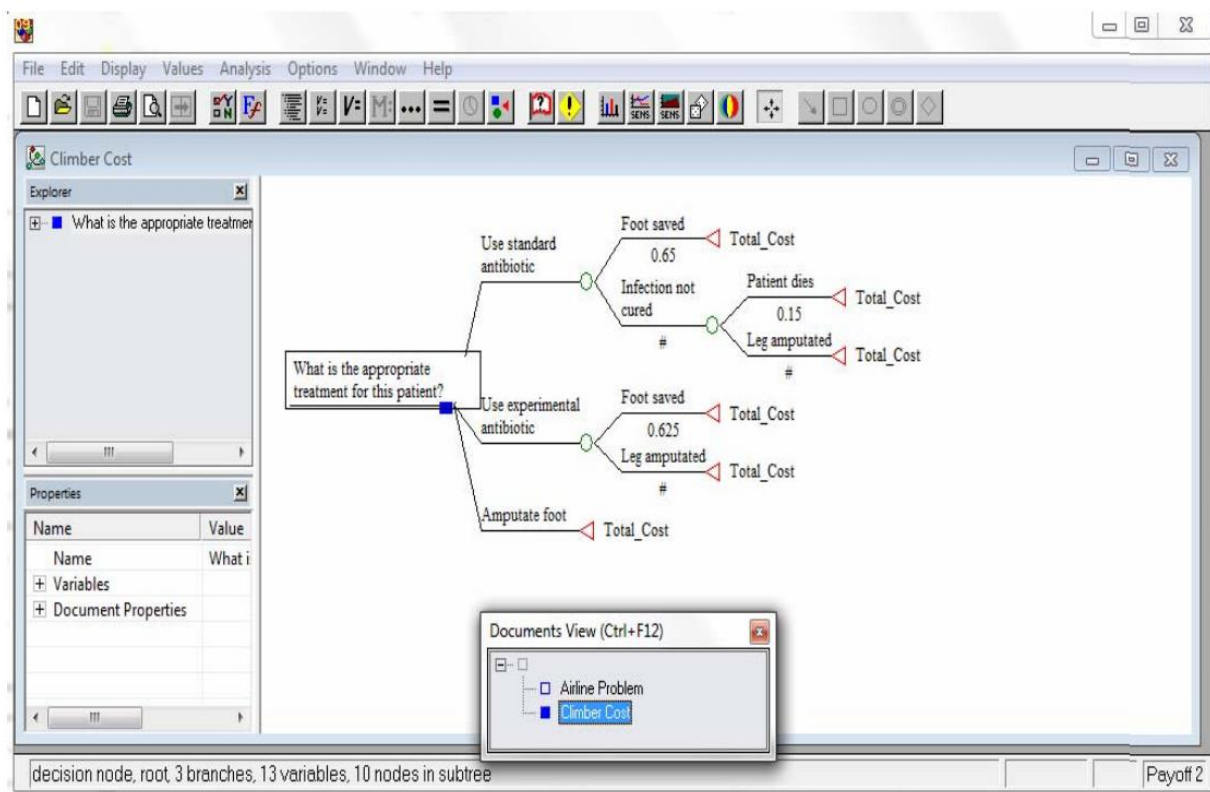 File Edit Display Values Analysis Options Window Help
SENS SENS
Climber Cost
Explorer
What is the appropriate treatmer
Properties
Name Value
Name What i
Variables
Document Properties
Use standard
antibiotic
Foot saved
0.65
Total_Cost
Infection not
cured
#
Patient dies
0.15
Total_Cost
Leg amputated
#
Total_Cost
What is the appropriate
treatment for this patient?
Use experimental
antibiotic
Foot saved
0.625
Total_Cost
Leg amputated
#
Total_Cost
Amputate foot
Total_Cost
Documents View (Ctrl+F12)
Airline Problem
Climber Cost
decision node, root, 3 branches, 13 variables, 10 nodes in subtree
Payoff 2